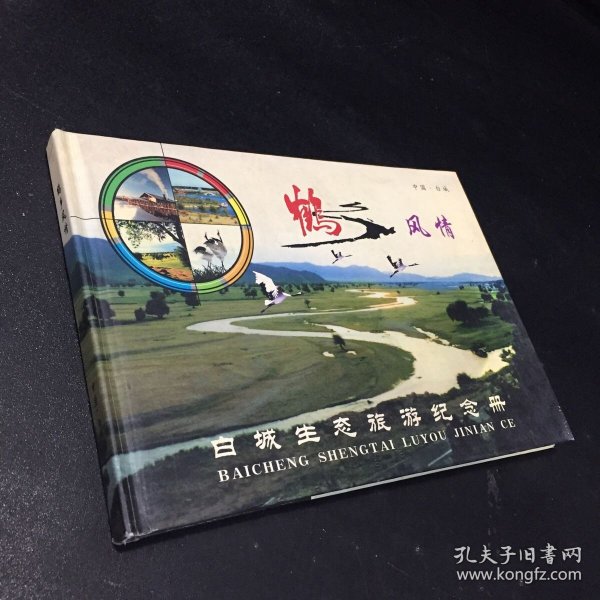 中国·白城
鹤乡风情
白城生态旅游纪念册
BAICHENG SHENGTAI LUYOU JINIAN CE
孔夫子旧书网
www.kongfz.com